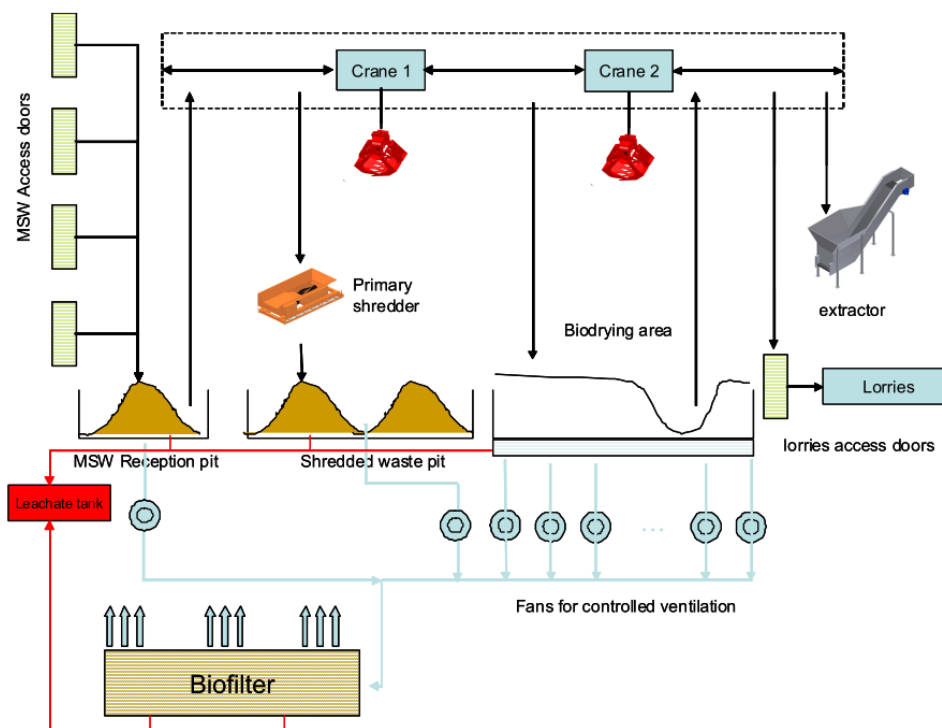 MSW Access doors
Crane 1
Crane 2
Primary
shredder
extractor
Biodrying area
Lorries
lorries access doors
MSW Reception pit
Shredded waste pit
Leachate tank
...
Fans for controlled ventilation
Biofilter